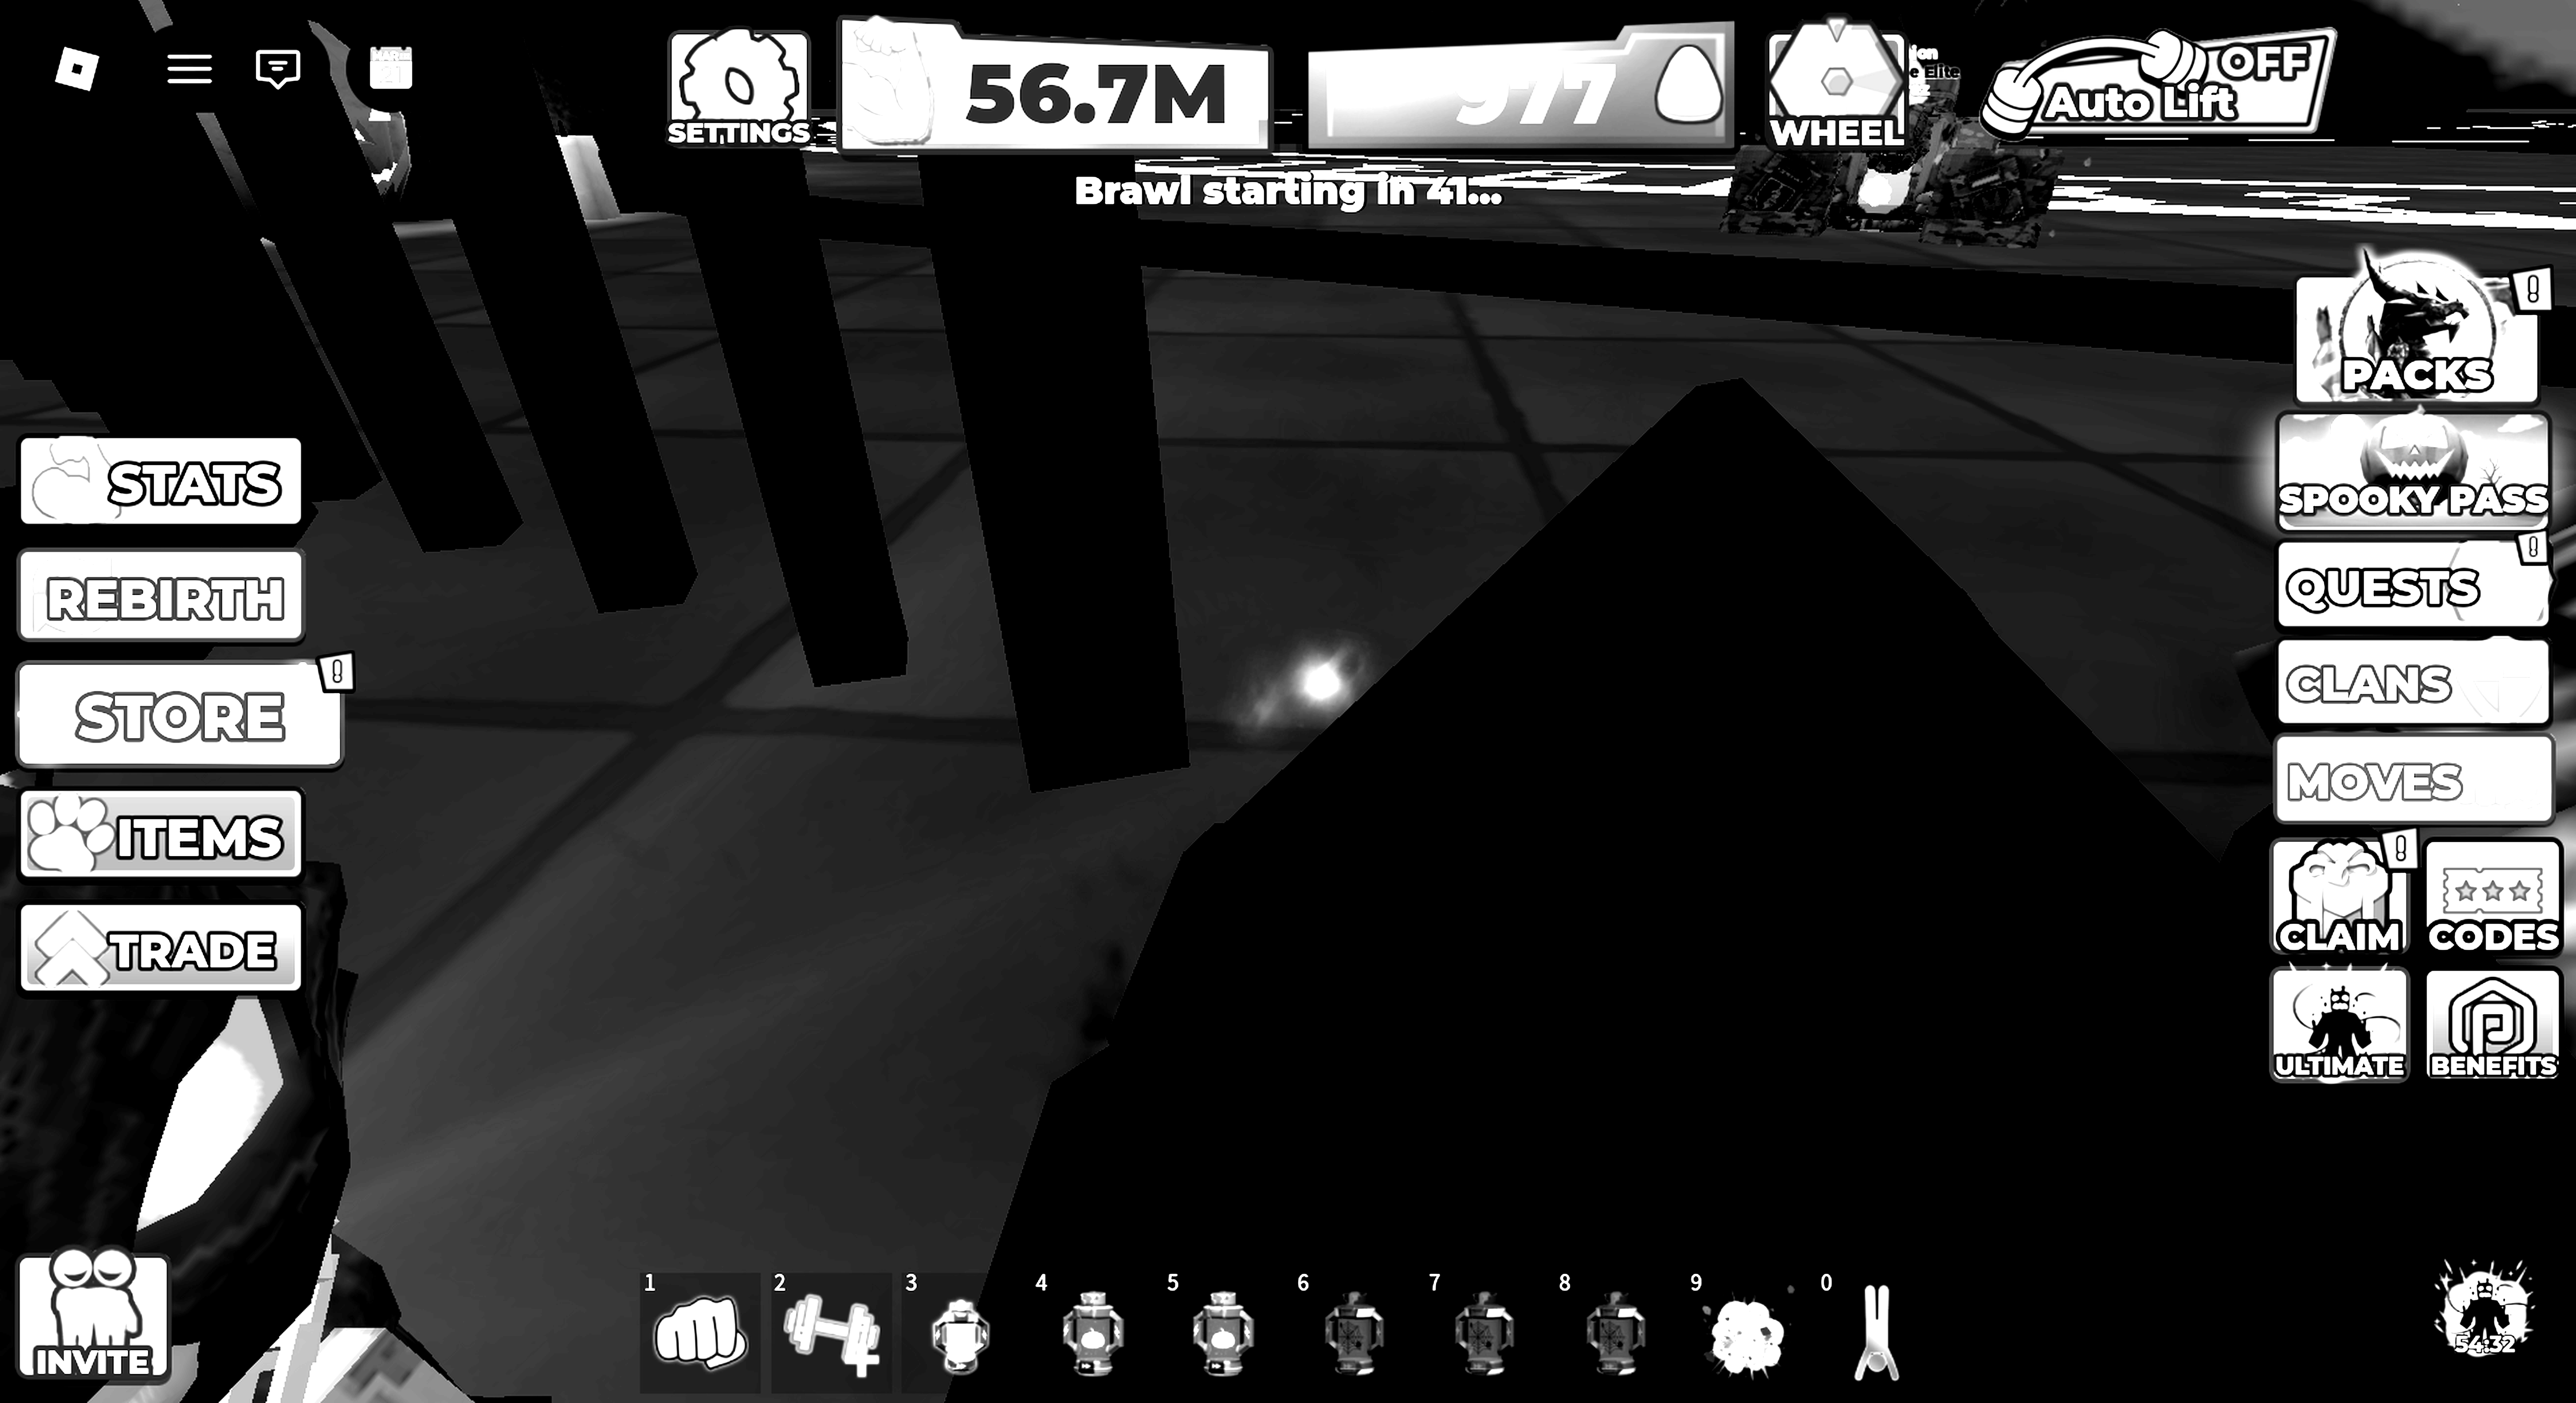 SETTINGS
56.7M
977
WHEEL
OFF
Auto Lift
Elite
Brawl starting in 41...
PACKS
!
STATS
SPOOKY PASS
REBIRTH
QUESTS
!
STORE
!
CLANS
MOVES
ITEMS
CLAIM
!
CODES
TRADE
ULTIMATE
BENEFITS
INVITE
1
2
3
4
5
6
7
8
9
0
54:32